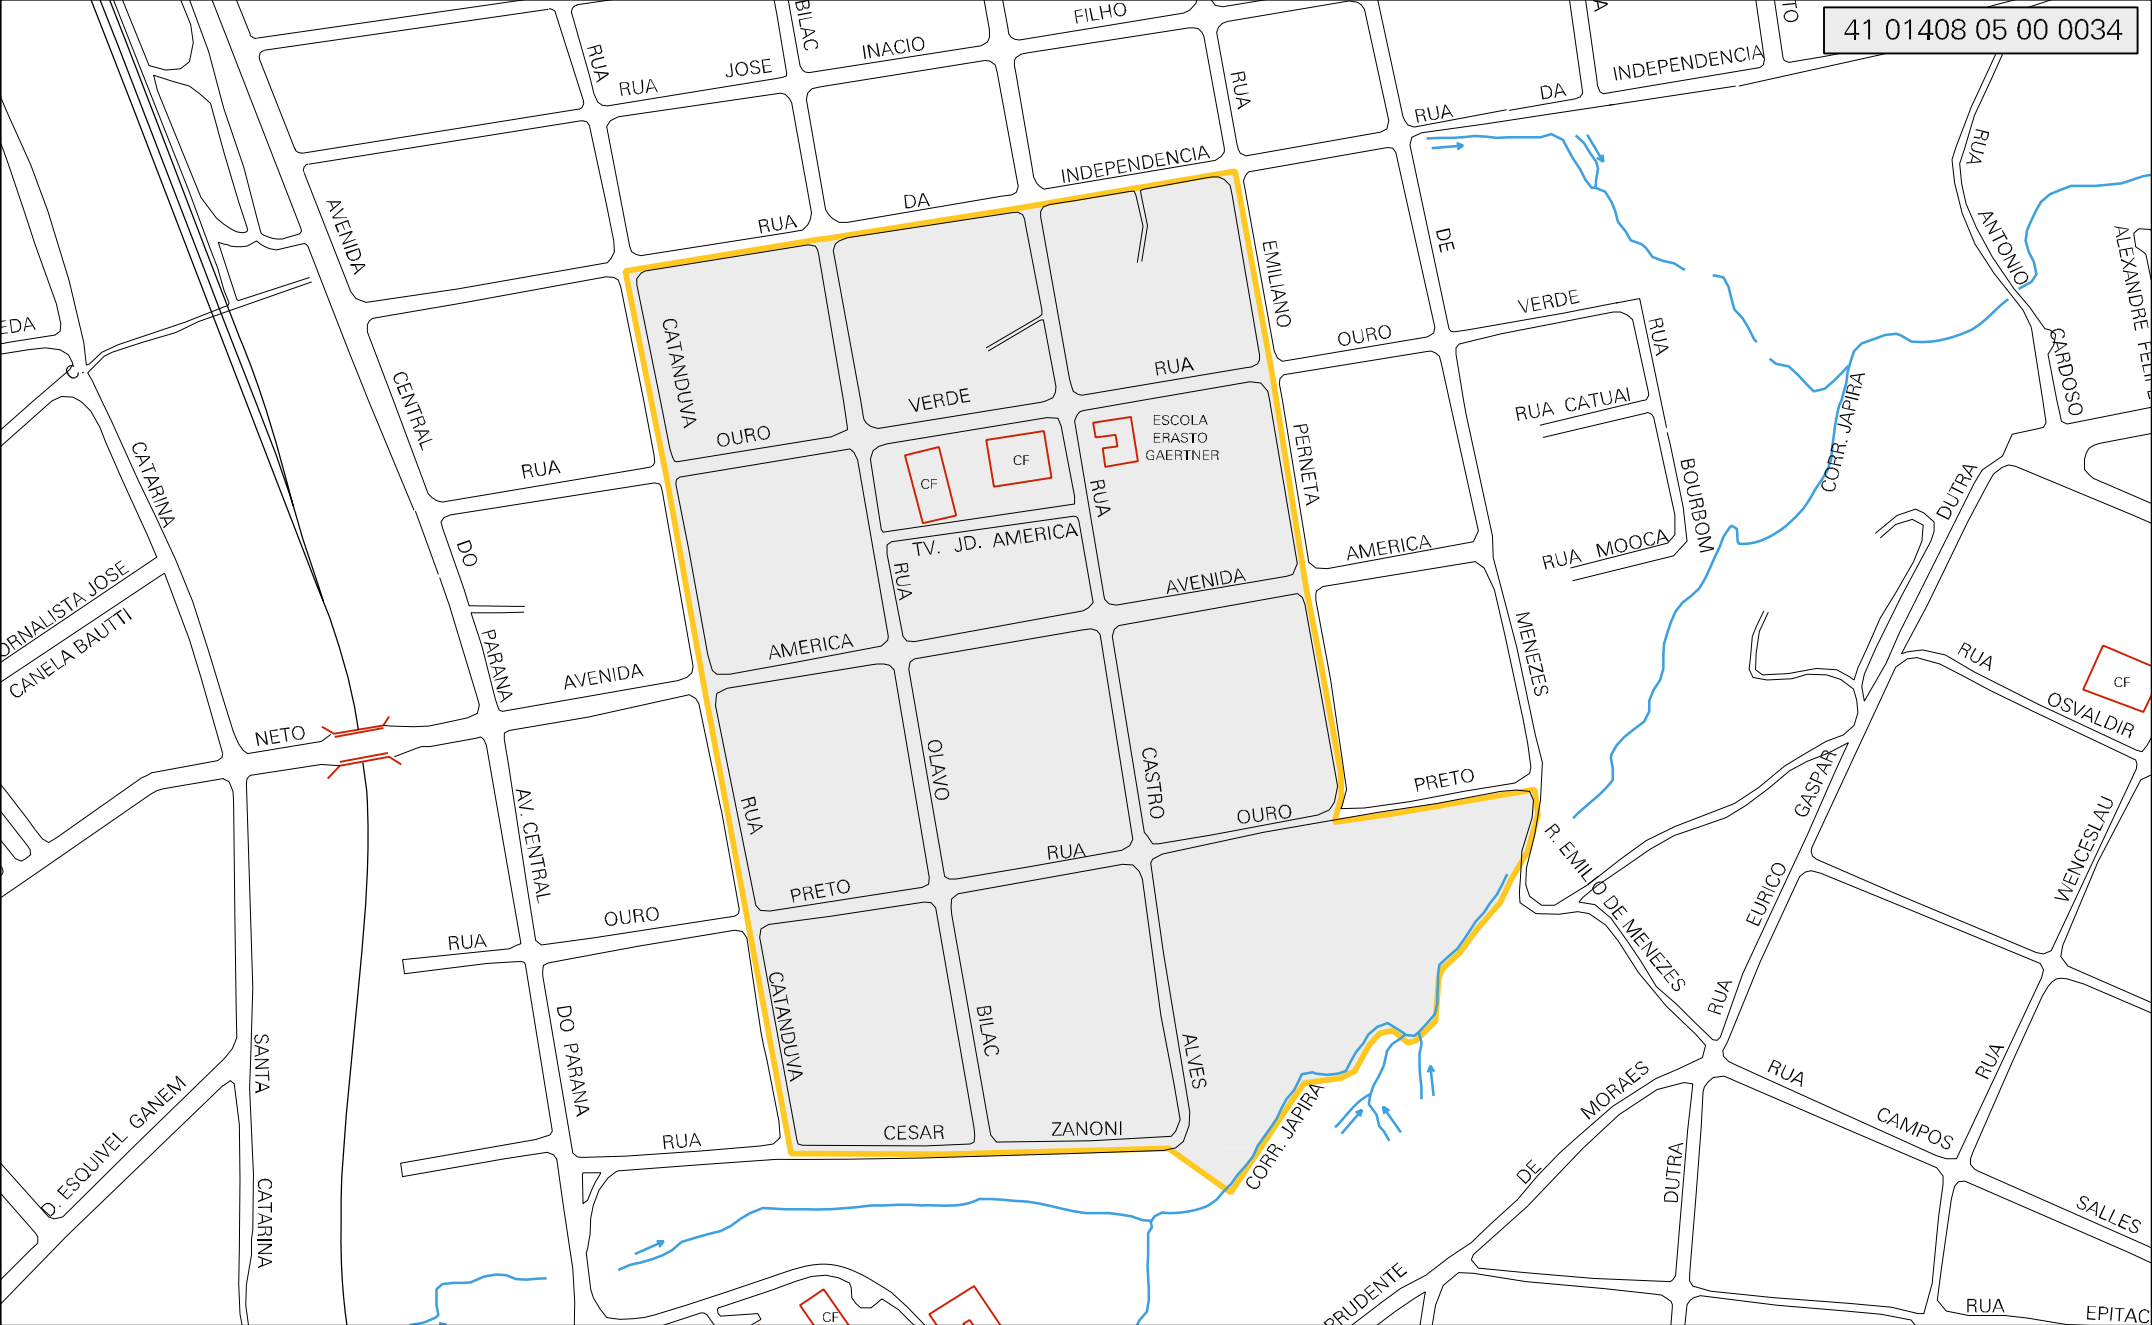 41 01408 05 00 0034
BILAC
FILHO
INACIO
JOSE
RUA
RUA
RUA
INDEPENDENCIA
DA
RUA
RUA
INDEPENDENCIA
DA
RUA
AVENIDA
ANTONIO
CARDOSO
ALEXANDRE
EMILIANO
DE
VERDE
RUA
OURO
CATANDUVA
RUA
VERDE
OURO
RUA
CENTRAL
C.
CATARINA
ESCOLA
ERASTO
GAERTNER
CF
CF
RUA
PERNETA
RUA CATUAI
BOURBOM
RUA MOOCA
CORR. JAPIRA
DUTRA
TV. JD. AMERICA
RUA
AMERICA
AVENIDA
DO
PARANA
AVENIDA
AMERICA
ORNALISTA JOSE
CANELA BAUTTI
NETO
MENEZES
RUA
OSVALDIR
CF
OLAVO
CASTRO
PRETO
OURO
RUA
AV. CENTRAL
RUA
PRETO
OURO
RUA
R. EMILIO DE MENEZES
GASPAR
EURICO
RUA
WENCESLAU
RUA
CATANDUVA
DO PARANA
BILAC
ALVES
SANTA
CATARINA
D. ESQUIVEL GANEM
RUA
CESAR
ZANONI
CORR. JAPIRA
MORAES
DE
PRUDENTE
DUTRA
RUA
CAMPOS
SALLES
RUA
EPITAC
CF